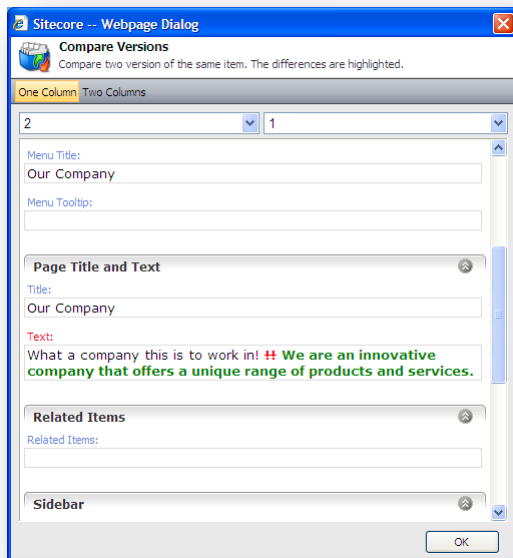 Sitecore -- Webpage Dialog
Compare Versions
Compare two version of the same item. The differences are highlighted.
One Column Two Columns
2 1
Menu Title:
Our Company
Menu Tooltip:
Page Title and Text
Title:
Our Company
Text:
What a company this is to work in! !! We are an innovative
company that offers a unique range of products and services.
Related Items
Related Items:
Sidebar
OK